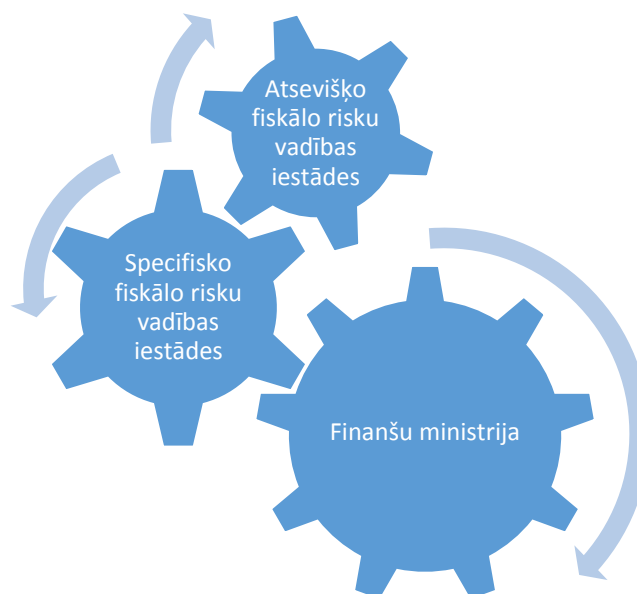 Atsevišķo
fiskālo risku
vadības
iestādes
Specifisko
fiskālo risku
vadības
iestādes
Finanšu ministrija